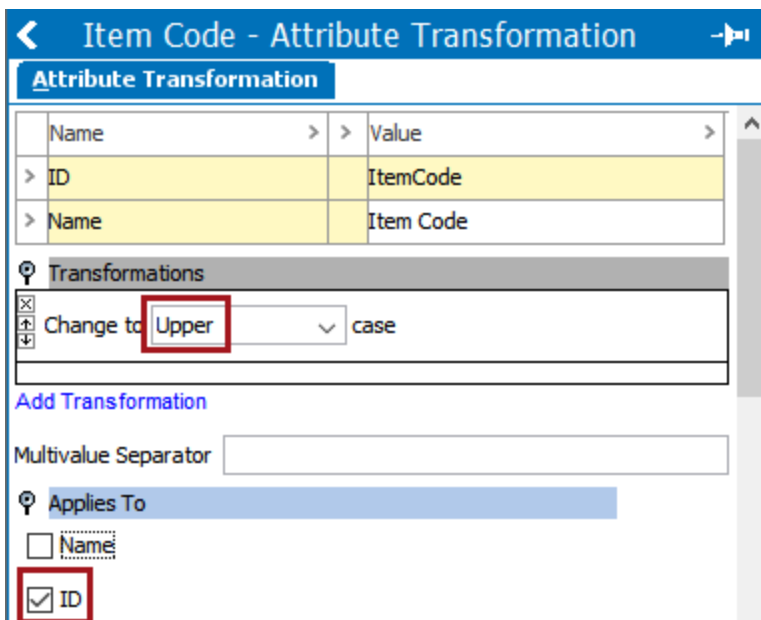 Item Code - Attribute Transformation
Attribute Transformation
Name > > Value >
> ID ItemCode
> Name Item Code
Transformations
Change to Upper case
Add Transformation
Multivalue Separator
Applies To
Name
ID